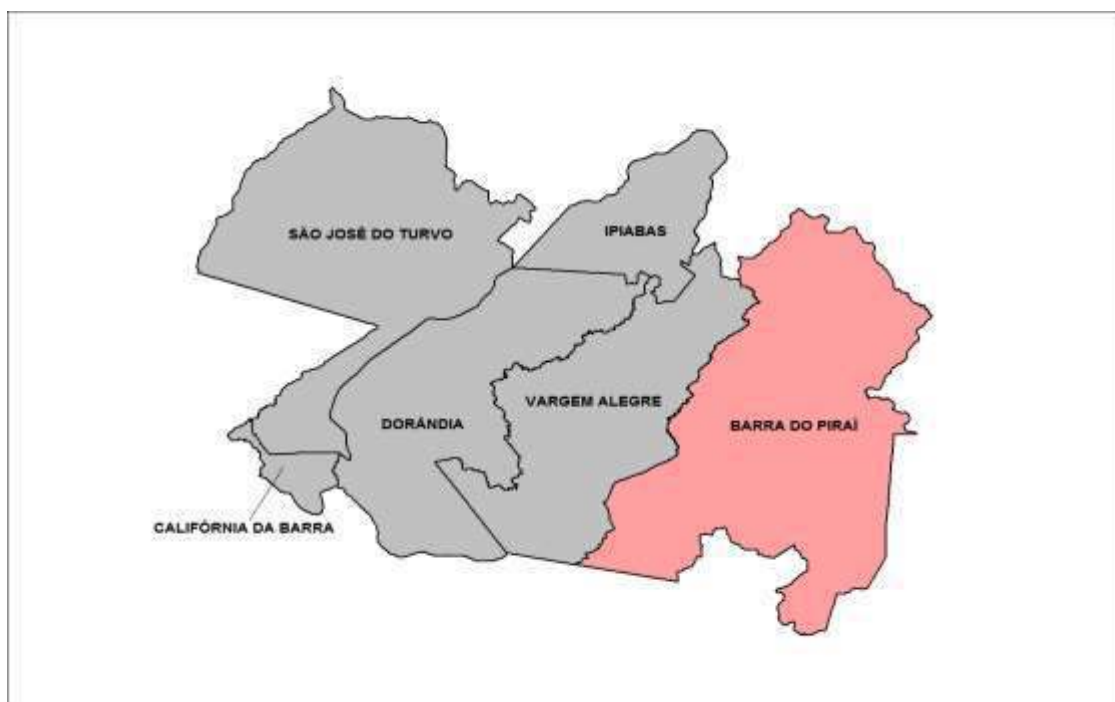 SÃO JOSÉ DO TURVO
IPIABAS
VARGEM ALEGRE
DORÂNDIA
BARRA DO PIRAÍ
CALIFÓRNIA DA BARRA